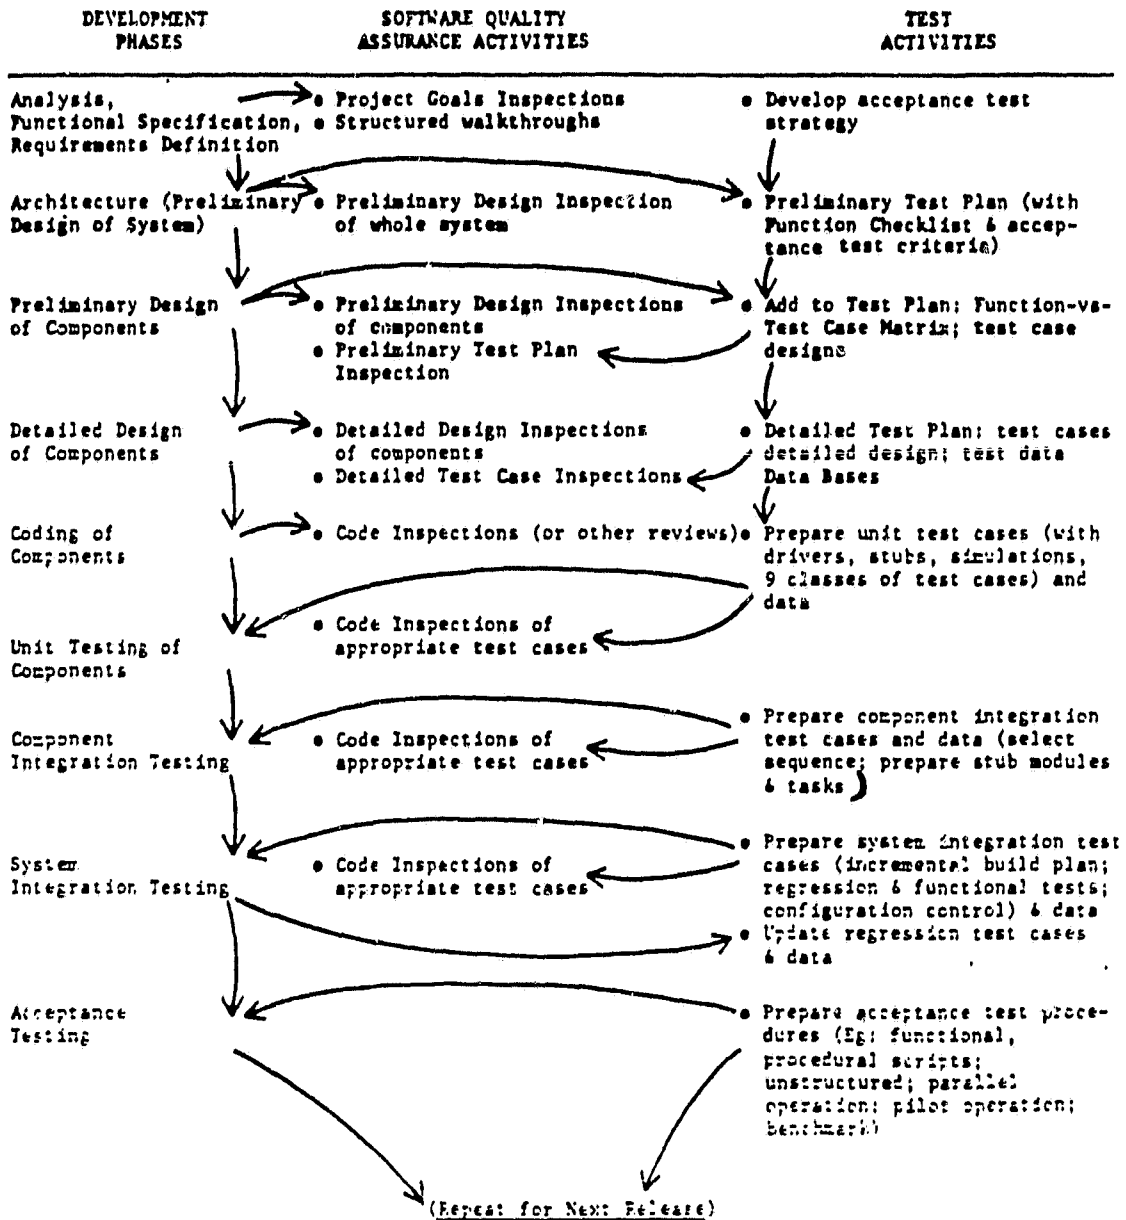 DEVELOPMENT
PHASES
SOFTWARE QUALITY
ASSURANCE ACTIVITIES
TEST
ACTIVITIES
Analysis,
Functional Specification,
Requirements Definition
• Project Goals Inspections
• Structured walkthroughs
• Develop acceptance test
strategy
Architecture (Preliminary
Design of System)
• Preliminary Design Inspection
of whole system
• Preliminary Test Plan (with
Function Checklist & accep-
tance test criteria)
Preliminary Design
of Components
• Preliminary Design Inspections
of components
• Preliminary Test Plan
Inspection
• Add to Test Plan: Function-vs-
Test Case Matrix; test case
designs
Detailed Design
of Components
• Detailed Design Inspections
of components
• Detailed Test Case Inspections
• Detailed Test Plan: test cases
detailed design; test data
Data Bases
Coding of
Components
• Code Inspections (or other reviews)
• Prepare unit test cases (with
drivers, stubs, simulations,
9 classes of test cases) and
data
Unit Testing of
Components
• Code Inspections of
appropriate test cases
Component
Integration Testing
• Code Inspections of
appropriate test cases
• Prepare component integration
test cases and data (select
sequence; prepare stub modules
& tasks)
System
Integration Testing
• Code Inspections of
appropriate test cases
• Prepare system integration test
cases (incremental build plan;
regression & functional tests;
configuration control) & data
• Update regression test cases
& data
Acceptance
Testing
• Prepare acceptance test proce-
dures (Eg: functional,
procedural scripts;
unstructured; parallel
operation; pilot operation;
benchmark)
(Repeat for Next Release)